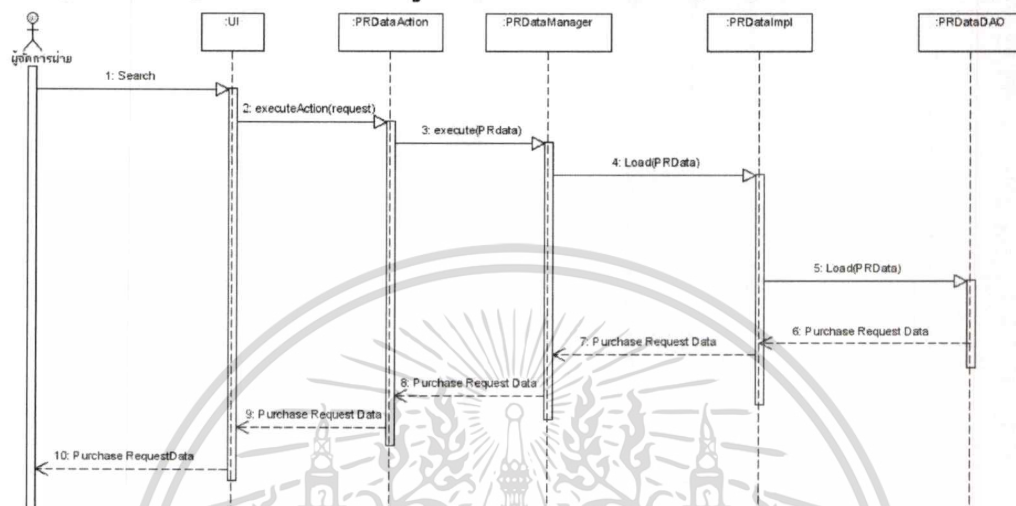 :UI
:PRDataAction
:PRDataManager
:PRDataImpl
:PRDataDAO
ผู้จัดการฝ่าย
1: Search
2: executeAction(request)
3: execute(PRdata)
4: Load(PRData)
5: Load(PRData)
6: Purchase Request Data
7: Purchase Request Data
8: Purchase Request Data
9: Purchase Request Data
10: Purchase RequestData